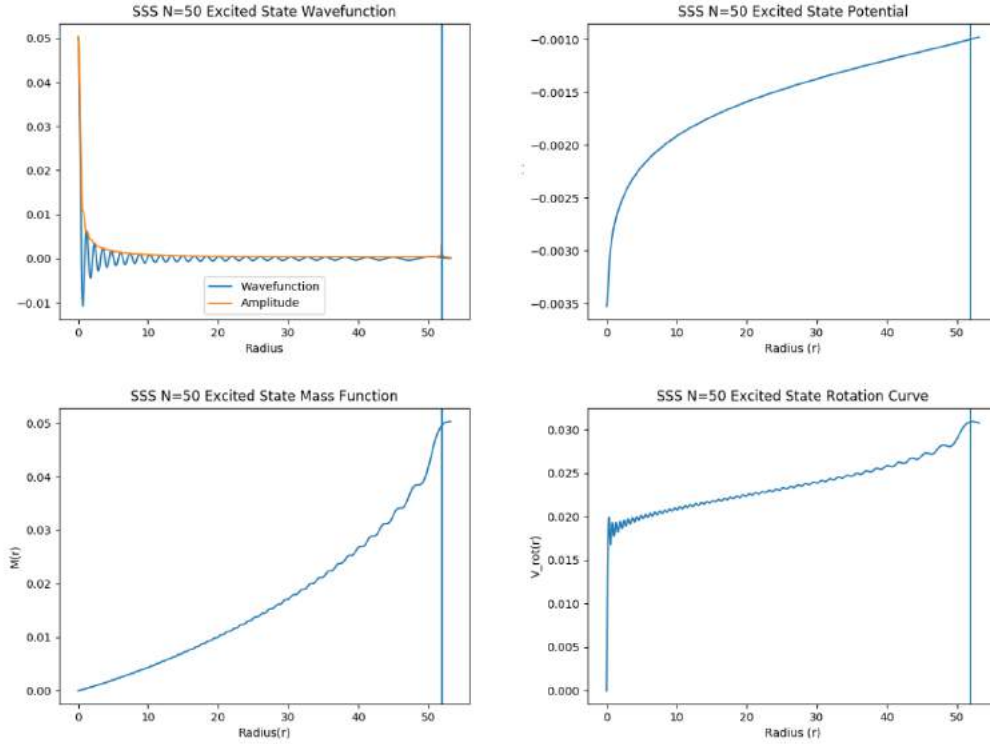 SSS N=50 Excited State Wavefunction
0.05
0.04
0.03
0.02
0.01
0.00
−0.01
Wavefunction
Amplitude
0 10 20 30 40 50
Radius
SSS N=50 Excited State Potential
−0.0010
−0.0015
−0.0020
−0.0025
−0.0030
−0.0035
0 10 20 30 40 50
Radius (r)
SSS N=50 Excited State Mass Function
M(r)
0.05
0.04
0.03
0.02
0.01
0.00
0 10 20 30 40 50
Radius(r)
SSS N=50 Excited State Rotation Curve
V_rot(r)
0.030
0.025
0.020
0.015
0.010
0.005
0.000
0 10 20 30 40 50
Radius (r)